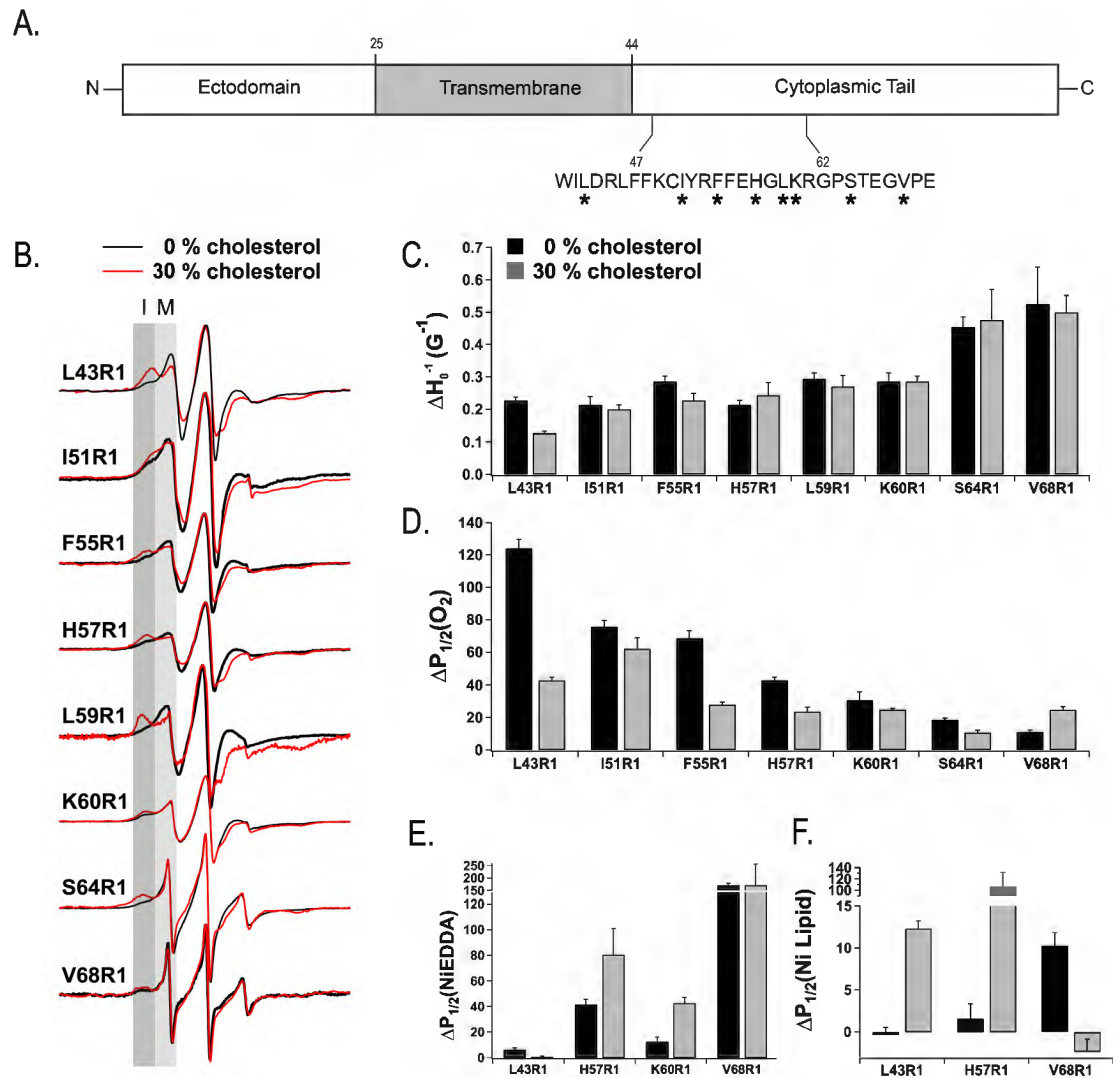 A.
25 44
N Ectodomain Transmembrane Cytoplasmic Tail C
47 62
WILDRLFFKCIYRFFEHGLKRGPSTEGVPE
* * * * * * * *
B.
0 % cholesterol
30 % cholesterol
I M
L43R1
I51R1
F55R1
H57R1
L59R1
K60R1
S64R1
V68R1
C.
0 % cholesterol
30 % cholesterol
ΔH₀⁻¹ (G⁻¹)
0.7
0.6
0.5
0.4
0.3
0.2
0.1
0.0
L43R1 I51R1 F55R1 H57R1 L59R1 K60R1 S64R1 V68R1
D.
ΔP₁/₂(O₂)
140
120
100
80
60
40
20
0
L43R1 I51R1 F55R1 H57R1 K60R1 S64R1 V68R1
E.
ΔP₁/₂(NiEDDA)
250
200
150
120
80
60
40
20
0
L43R1 H57R1 K60R1 V68R1
F.
ΔP₁/₂(Ni Lipid)
140
120
100
15
10
5
0
L43R1 H57R1 V68R1